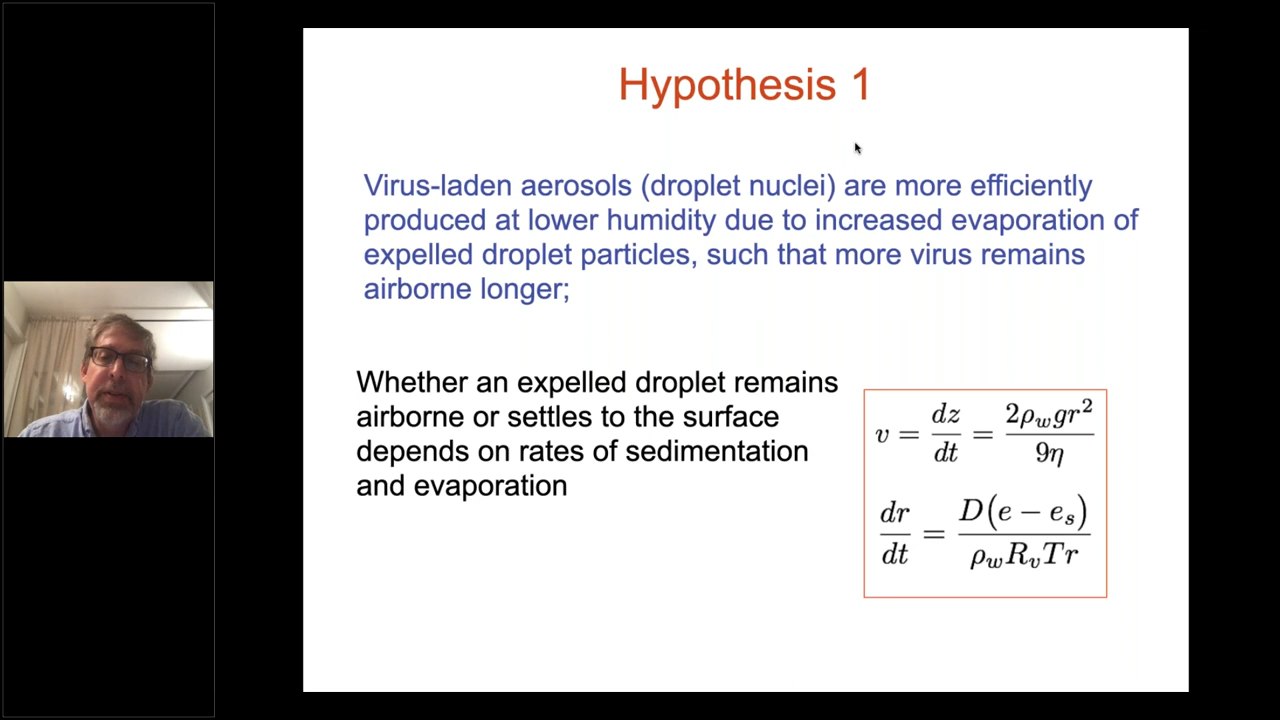 Hypothesis 1
Virus-laden aerosols (droplet nuclei) are more efficiently
produced at lower humidity due to increased evaporation of
expelled droplet particles, such that more virus remains
airborne longer;
Whether an expelled droplet remains
airborne or settles to the surface
depends on rates of sedimentation
and evaporation
v = dz/dt = 2ρ_w g r²/9η
dr/dt = D(e − e_s)/ρ_w R_v T r